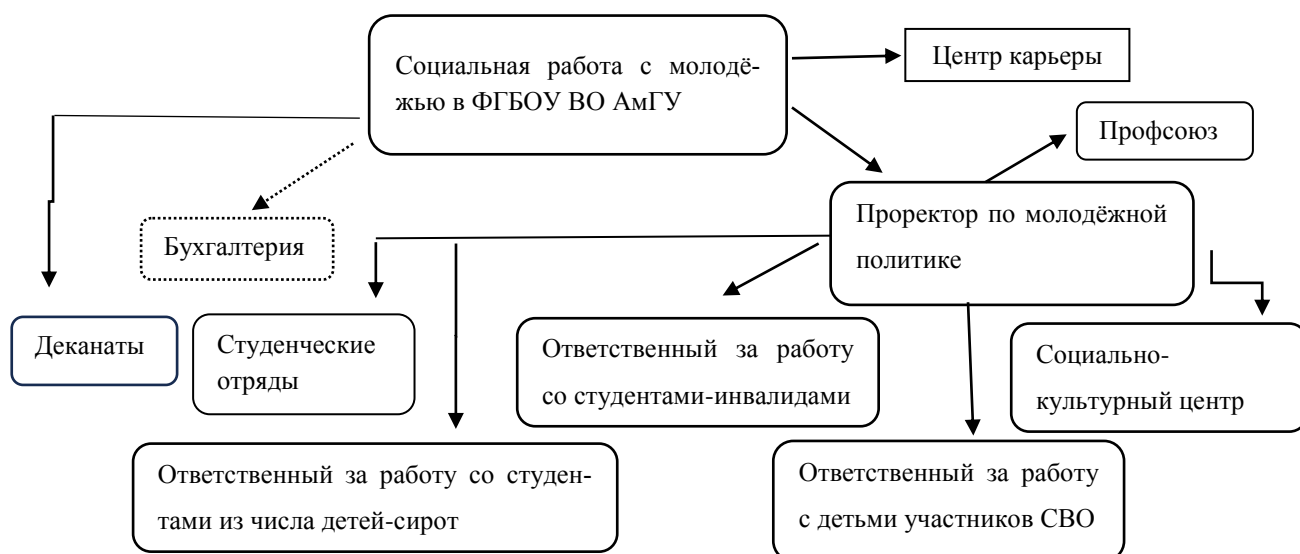 Социальная работа с молодё-
жью в ФГБОУ ВО АмГУ
Центр карьеры
Профсоюз
Проректор по молодёжной
политике
Бухгалтерия
Деканаты
Студенческие
отряды
Ответственный за работу
со студентами-инвалидами
Социально-
культурный центр
Ответственный за работу со студен-
тами из числа детей-сирот
Ответственный за работу
с детьми участников СВО